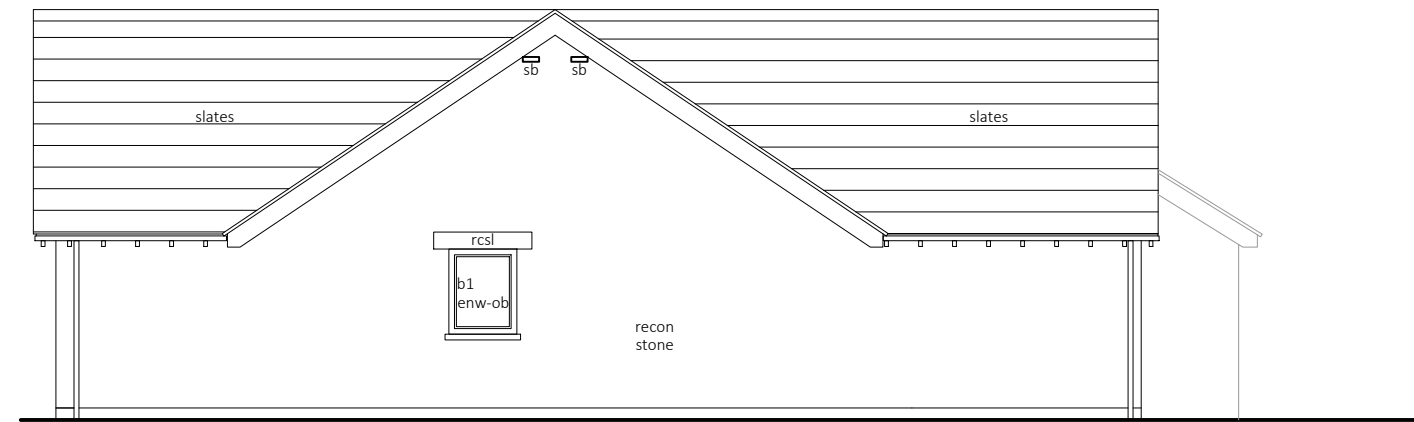 sb
sb
slates
slates
rcsl
b1
enw-ob
recon
stone